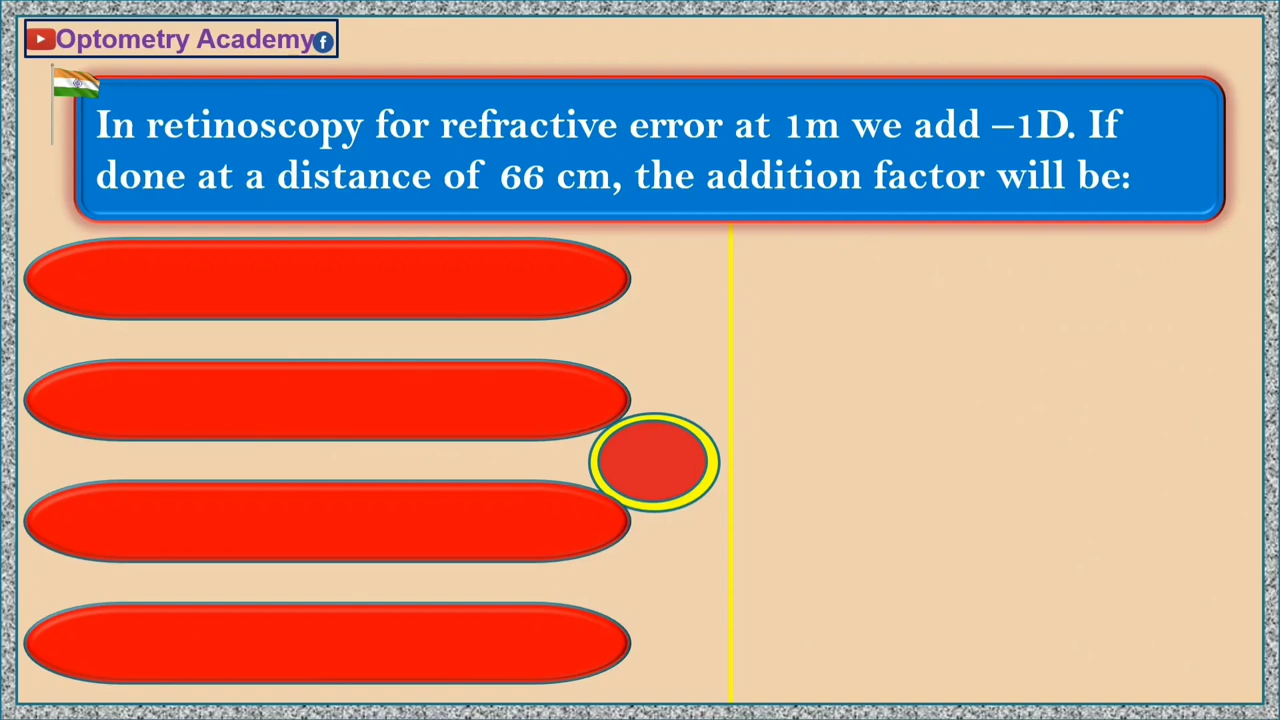 Optometry Academy
In retinoscopy for refractive error at 1m we add –1D. If
done at a distance of 66 cm, the addition factor will be: